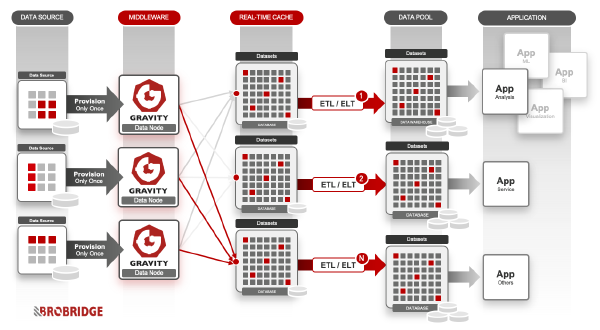 DATA SOURCE
MIDDLEWARE
REAL-TIME CACHE
DATA POOL
APPLICATION
Data Source
Provision
Only Once
GRAVITY
Data Node
Datasets
DATABASE
ETL / ELT
1
Datasets
DATAWAREHOUSE
App
Analysis
App
ML
App
BI
App
Visualization
Data Source
Provision
Only Once
GRAVITY
Data Node
Datasets
DATABASE
ETL / ELT
2
Datasets
DATABASE
App
Service
Data Source
Provision
Only Once
GRAVITY
Data Node
Datasets
DATABASE
ETL / ELT
N
Datasets
DATABASE
App
Others
BROBRIDGE